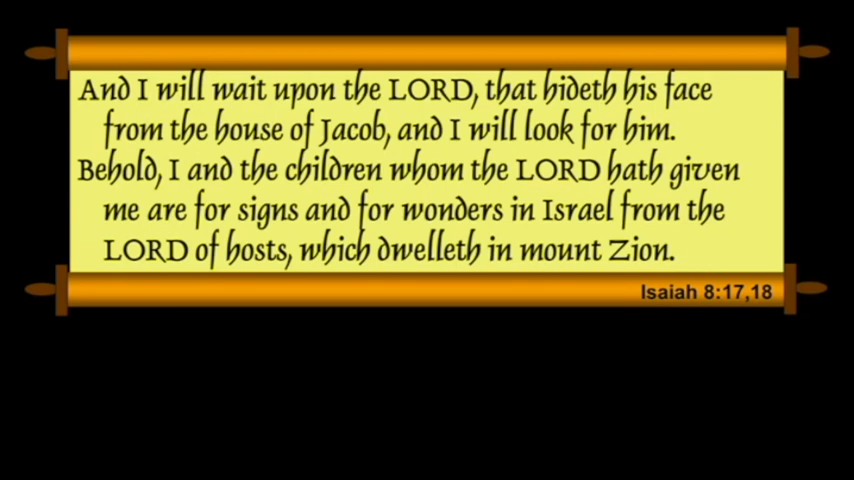 And I will wait upon the LORD, that hideth his face
from the house of Jacob, and I will look for him.
Behold, I and the children whom the LORD hath given
me are for signs and for wonders in Israel from the
LORD of hosts, which dwelleth in mount Zion.
Isaiah 8:17,18